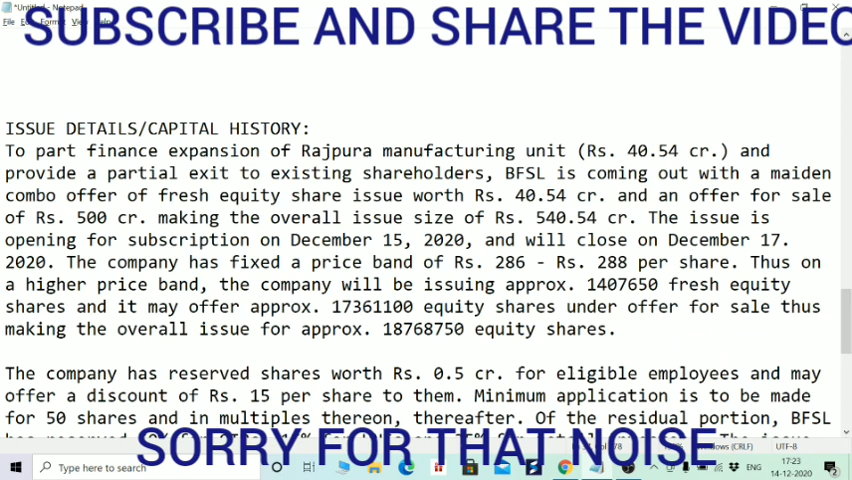 *Untitled - Notepad
File Edit Format View Help
SUBSCRIBE AND SHARE THE VIDEO
ISSUE DETAILS/CAPITAL HISTORY:
To part finance expansion of Rajpura manufacturing unit (Rs. 40.54 cr.) and
provide a partial exit to existing shareholders, BFSL is coming out with a maiden
combo offer of fresh equity share issue worth Rs. 40.54 cr. and an offer for sale
of Rs. 500 cr. making the overall issue size of Rs. 540.54 cr. The issue is
opening for subscription on December 15, 2020, and will close on December 17.
2020. The company has fixed a price band of Rs. 286 - Rs. 288 per share. Thus on
a higher price band, the company will be issuing approx. 1407650 fresh equity
shares and it may offer approx. 17361100 equity shares under offer for sale thus
making the overall issue for approx. 18768750 equity shares.
The company has reserved shares worth Rs. 0.5 cr. for eligible employees and may
offer a discount of Rs. 15 per share to them. Minimum application is to be made
for 50 shares and in multiples thereon, thereafter. Of the residual portion, BFSL
SORRY FOR THAT NOISE
Windows (CRLF) UTF-8
Type here to search
ENG
17:23
14-12-2020
2